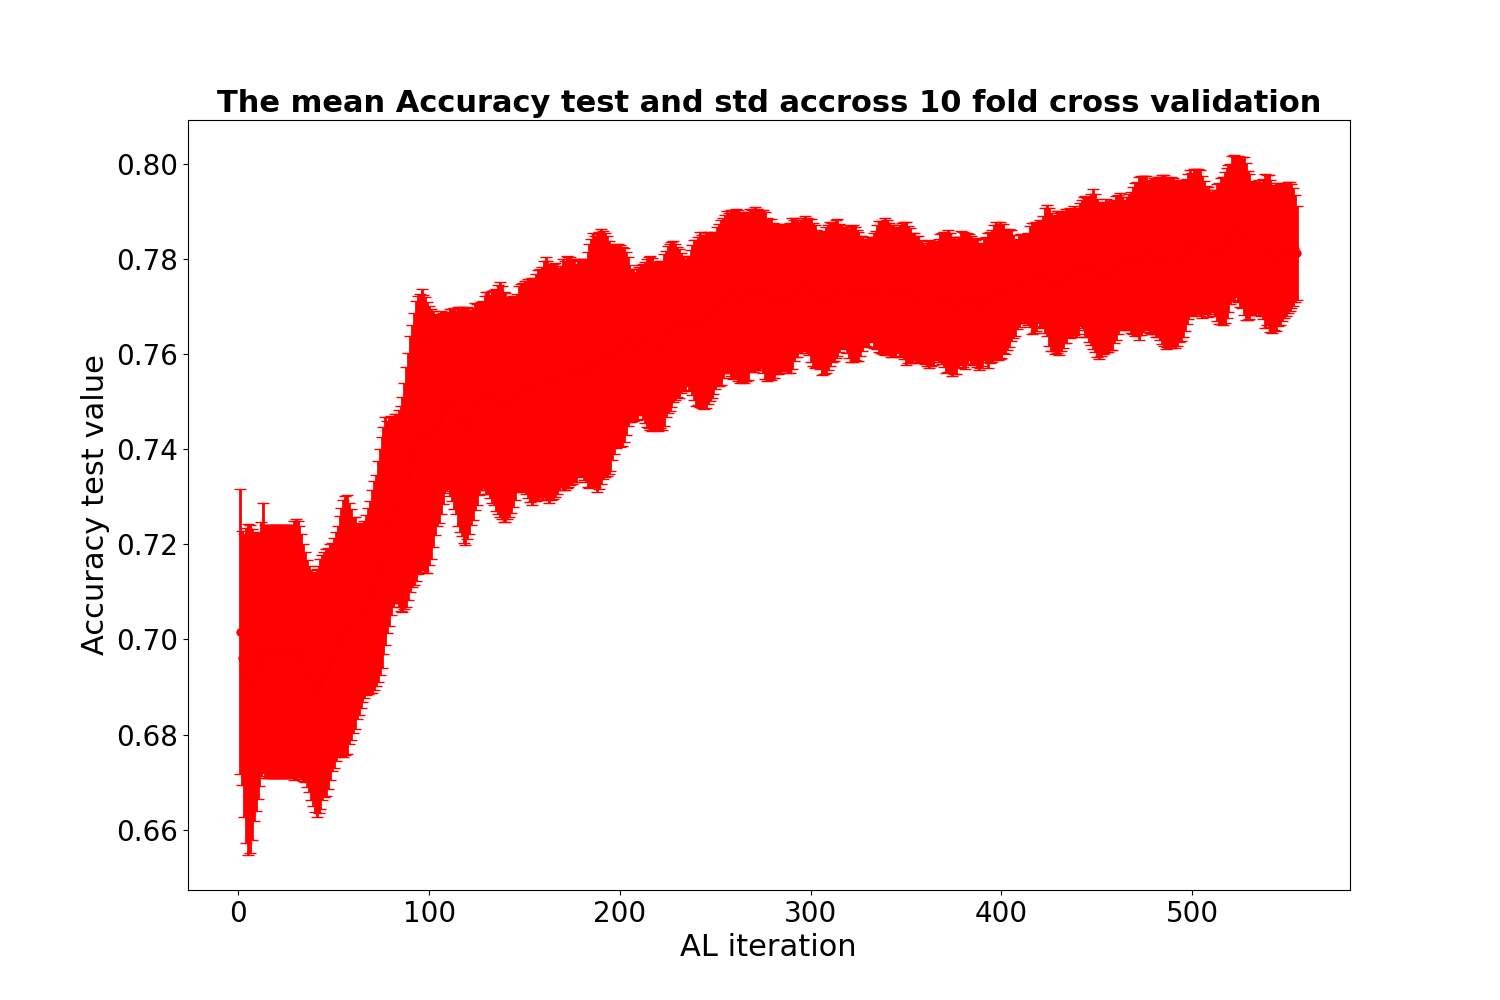 The mean Accuracy test and std accross 10 fold cross validation
0.80
0.78
0.76
0.74
0.72
0.70
0.68
0.66
Accuracy test value
0 100 200 300 400 500
AL iteration